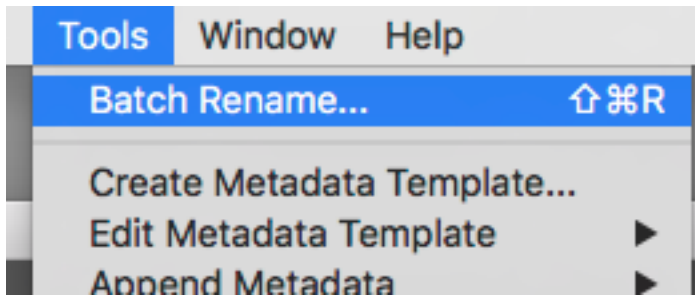 Tools Window Help
Batch Rename... ⇧⌘R
Create Metadata Template...
Edit Metadata Template ▶
Append Metadata ▶